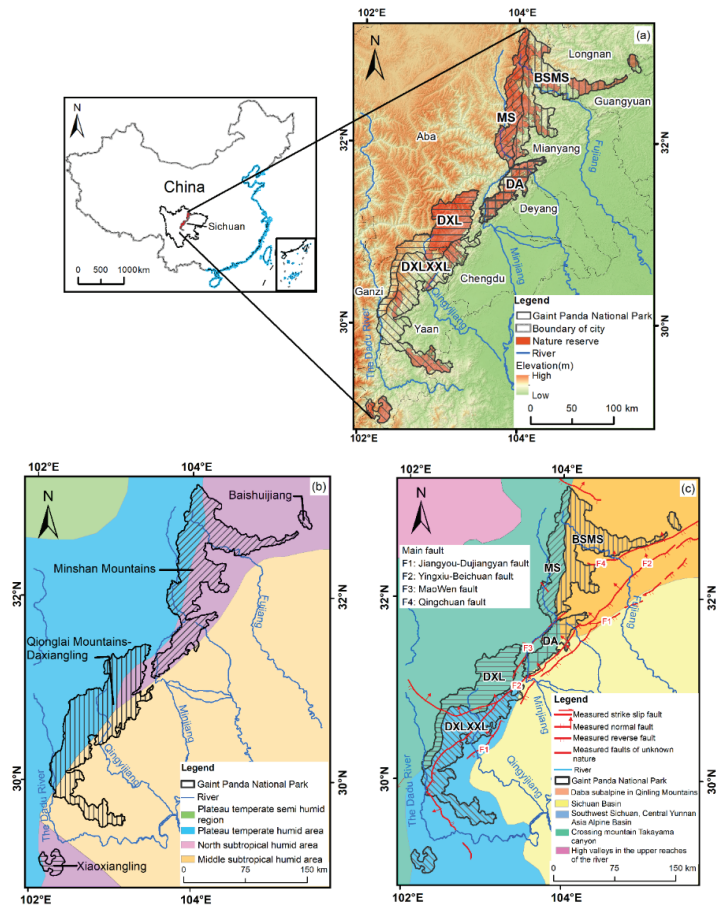 102°E
104°E
N
(a)
Longnan
BSMS
Guangyuan
MS
Aba
32°N
32°N
Mianyang
Fujiang
DA
Deyang
DXL
Minjiang
DXLXXL
Chengdu
Ganzi
Qingyijiang
30°N
30°N
Yaan
The Dadu River
Legend
Gaint Panda National Park
Boundary of city
Nature reserve
River
Elevation(m)
High
Low
0 50 100 km
102°E
104°E
N
China
Sichuan
0 500 1000km
102°E
104°E
N
(b)
Baishuijiang
Minshan Mountains
32°N
Fujiang
Qionglai Mountains-
Daxiangling
Minjiang
Qingyijiang
30°N
The Dadu River
Legend
Gaint Panda National Park
River
Plateau temperate semi humid
region
Plateau temperate humid area
North subtropical humid area
Middle subtropical humid area
0 75 150 km
Xiaoxiangling
102°E
104°E
102°E
104°E
N
(c)
Main fault
F1: Jiangyou-Dujiangyan fault
F2: Yingxiu-Beichuan fault
F3: MaoWen fault
F4: Qingchuan fault
BSMS
F4
F2
MS
32°N
32°N
Fujiang
F1
DA
F3
DXL
F2
Minjiang
DXLXXL
F1
Qingyijiang
30°N
30°N
The Dadu River
Legend
Measured strike slip fault
Measured normal fault
Measured reverse fault
Measured faults of unknown
nature
River
Gaint Panda National Park
Daba subalpine in Qinling Mountains
Sichuan Basin
Southwest Sichuan, Central Yunnan
Asia Alpine Basin
Crossing mountain Takayama
canyon
High valleys in the upper reaches
of the river
0 75 150 km
102°E
104°E